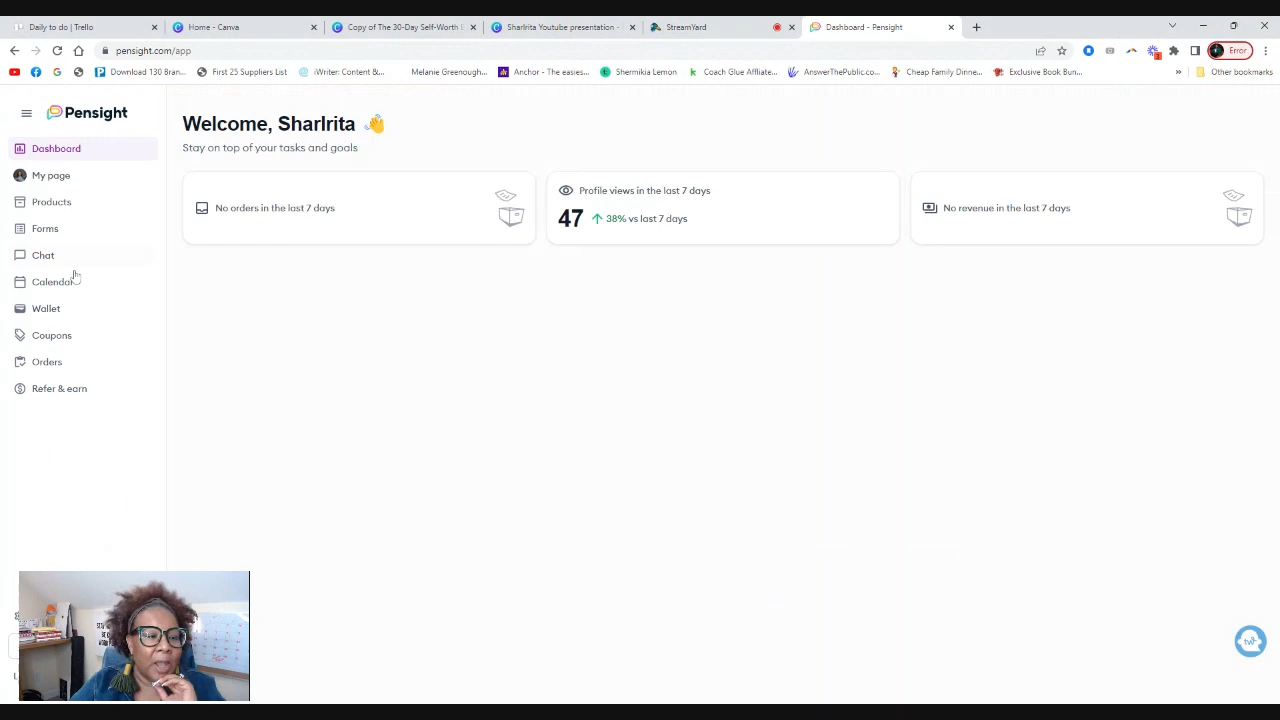 Daily to do | Trello
Home - Canva
Copy of The 30-Day Self-Worth B
SharIrita Youtube presentation -
StreamYard
Dashboard - Pensight
pensight.com/app
Error
Download 130 Bran...
First 25 Suppliers List
iWriter: Content &...
Melanie Greenough...
Anchor - The easies...
Shermikia Lemon
Coach Glue Affliate...
AnswerThePublic.co...
Cheap Family Dinne...
Exclusive Book Bun...
»
Other bookmarks
Pensight
Dashboard
My page
Products
Forms
Chat
Calendar
Wallet
Coupons
Orders
Refer & earn
Welcome, SharIrita 👋
Stay on top of your tasks and goals
No orders in the last 7 days
Profile views in the last 7 days
47 ↑ 38% vs last 7 days
No revenue in the last 7 days